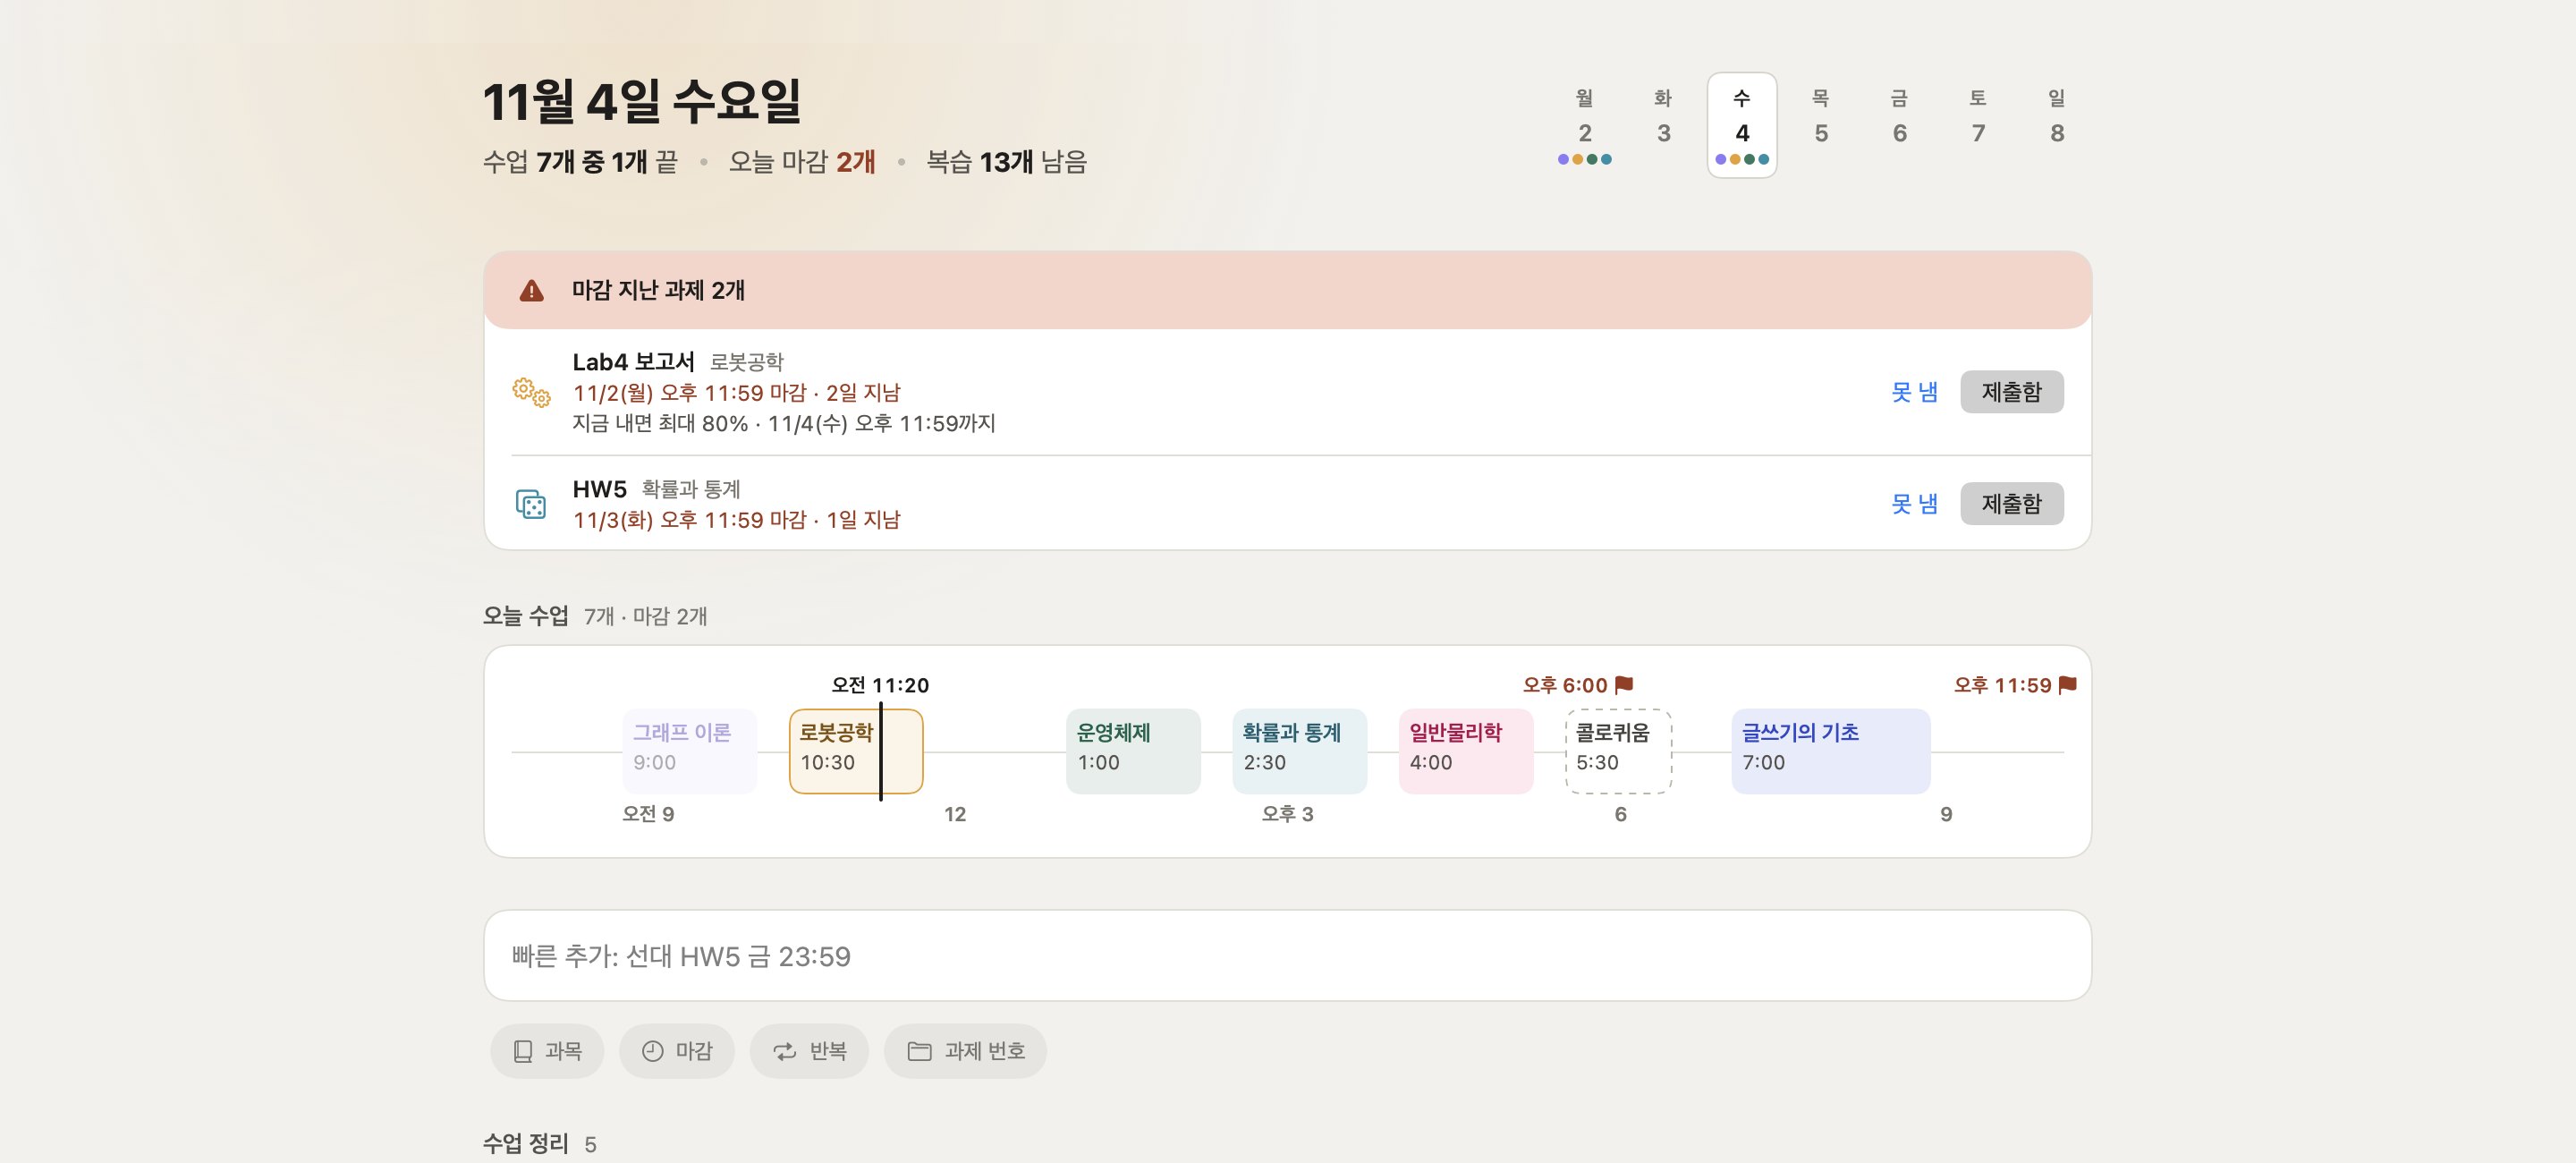 11월 4일 수요일
수업 7개 중 1개 끝 • 오늘 마감 2개 • 복습 13개 남음
월 화 수 목 금 토 일
2 3 4 5 6 7 8
마감 지난 과제 2개
Lab4 보고서 로봇공학
11/2(월) 오후 11:59 마감 · 2일 지남
지금 내면 최대 80% · 11/4(수) 오후 11:59까지
못 냄 제출함
HW5 확률과 통계
11/3(화) 오후 11:59 마감 · 1일 지남
못 냄 제출함
오늘 수업 7개 · 마감 2개
오전 11:20 오후 6:00 오후 11:59
그래프 이론 로봇공학 운영체제 확률과 통계 일반물리학 콜로퀴움 글쓰기의 기초
9:00 10:30 1:00 2:30 4:00 5:30 7:00
오전 9 12 오후 3 6 9
빠른 추가: 선대 HW5 금 23:59
과목 마감 반복 과제 번호
수업 정리 5